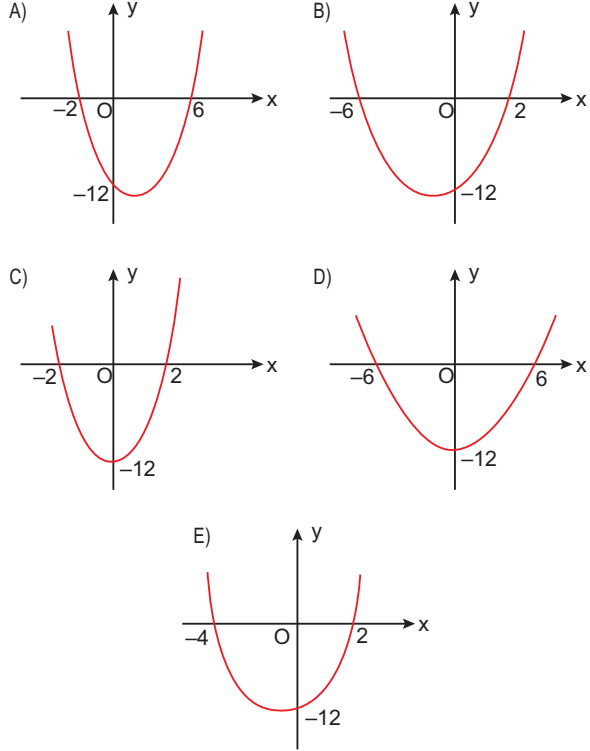 A) y
x
–2 O 6
–12
B) y
x
–6 O 2
–12
C) y
x
–2 O 2
–12
D) y
x
–6 O 6
–12
E) y
x
–4 O 2
–12